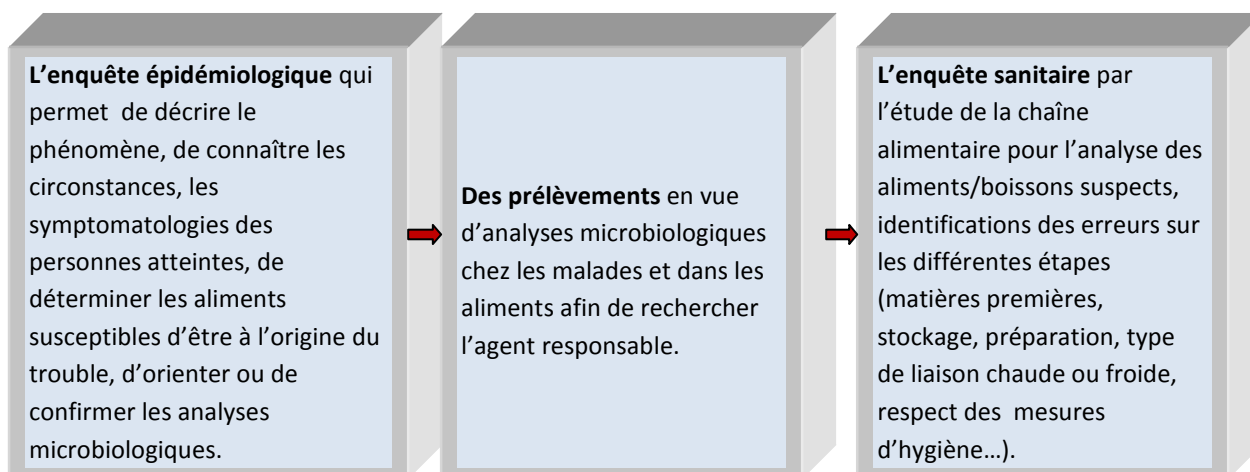 L’enquête épidémiologique qui
permet de décrire le
phénomène, de connaître les
circonstances, les
symptomatologies des
personnes atteintes, de
déterminer les aliments
susceptibles d’être à l’origine du
trouble, d’orienter ou de
confirmer les analyses
microbiologiques.
Des prélèvements en vue
d’analyses microbiologiques
chez les malades et dans les
aliments afin de rechercher
l’agent responsable.
L’enquête sanitaire par
l’étude de la chaîne
alimentaire pour l’analyse des
aliments/boissons suspects,
identifications des erreurs sur
les différentes étapes
(matières premières,
stockage, préparation, type
de liaison chaude ou froide,
respect des mesures
d’hygiène…).